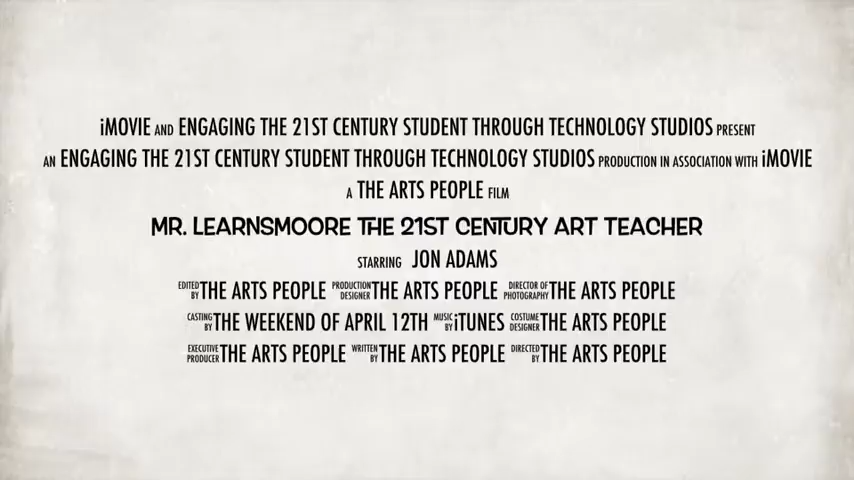 iMOVIE AND ENGAGING THE 21ST CENTURY STUDENT THROUGH TECHNOLOGY STUDIOS PRESENT
AN ENGAGING THE 21ST CENTURY STUDENT THROUGH TECHNOLOGY STUDIOS PRODUCTION IN ASSOCIATION WITH iMOVIE
A THE ARTS PEOPLE FILM
MR. LEARNSMOORE THE 21ST CENTURY ART TEACHER
STARRING JON ADAMS
EDITED BY THE ARTS PEOPLE PRODUCTION DESIGNER THE ARTS PEOPLE DIRECTOR OF PHOTOGRAPHY THE ARTS PEOPLE
CASTING BY THE WEEKEND OF APRIL 12TH MUSIC BY iTUNES COSTUME DESIGNER THE ARTS PEOPLE
EXECUTIVE PRODUCER THE ARTS PEOPLE WRITTEN BY THE ARTS PEOPLE DIRECTED BY THE ARTS PEOPLE